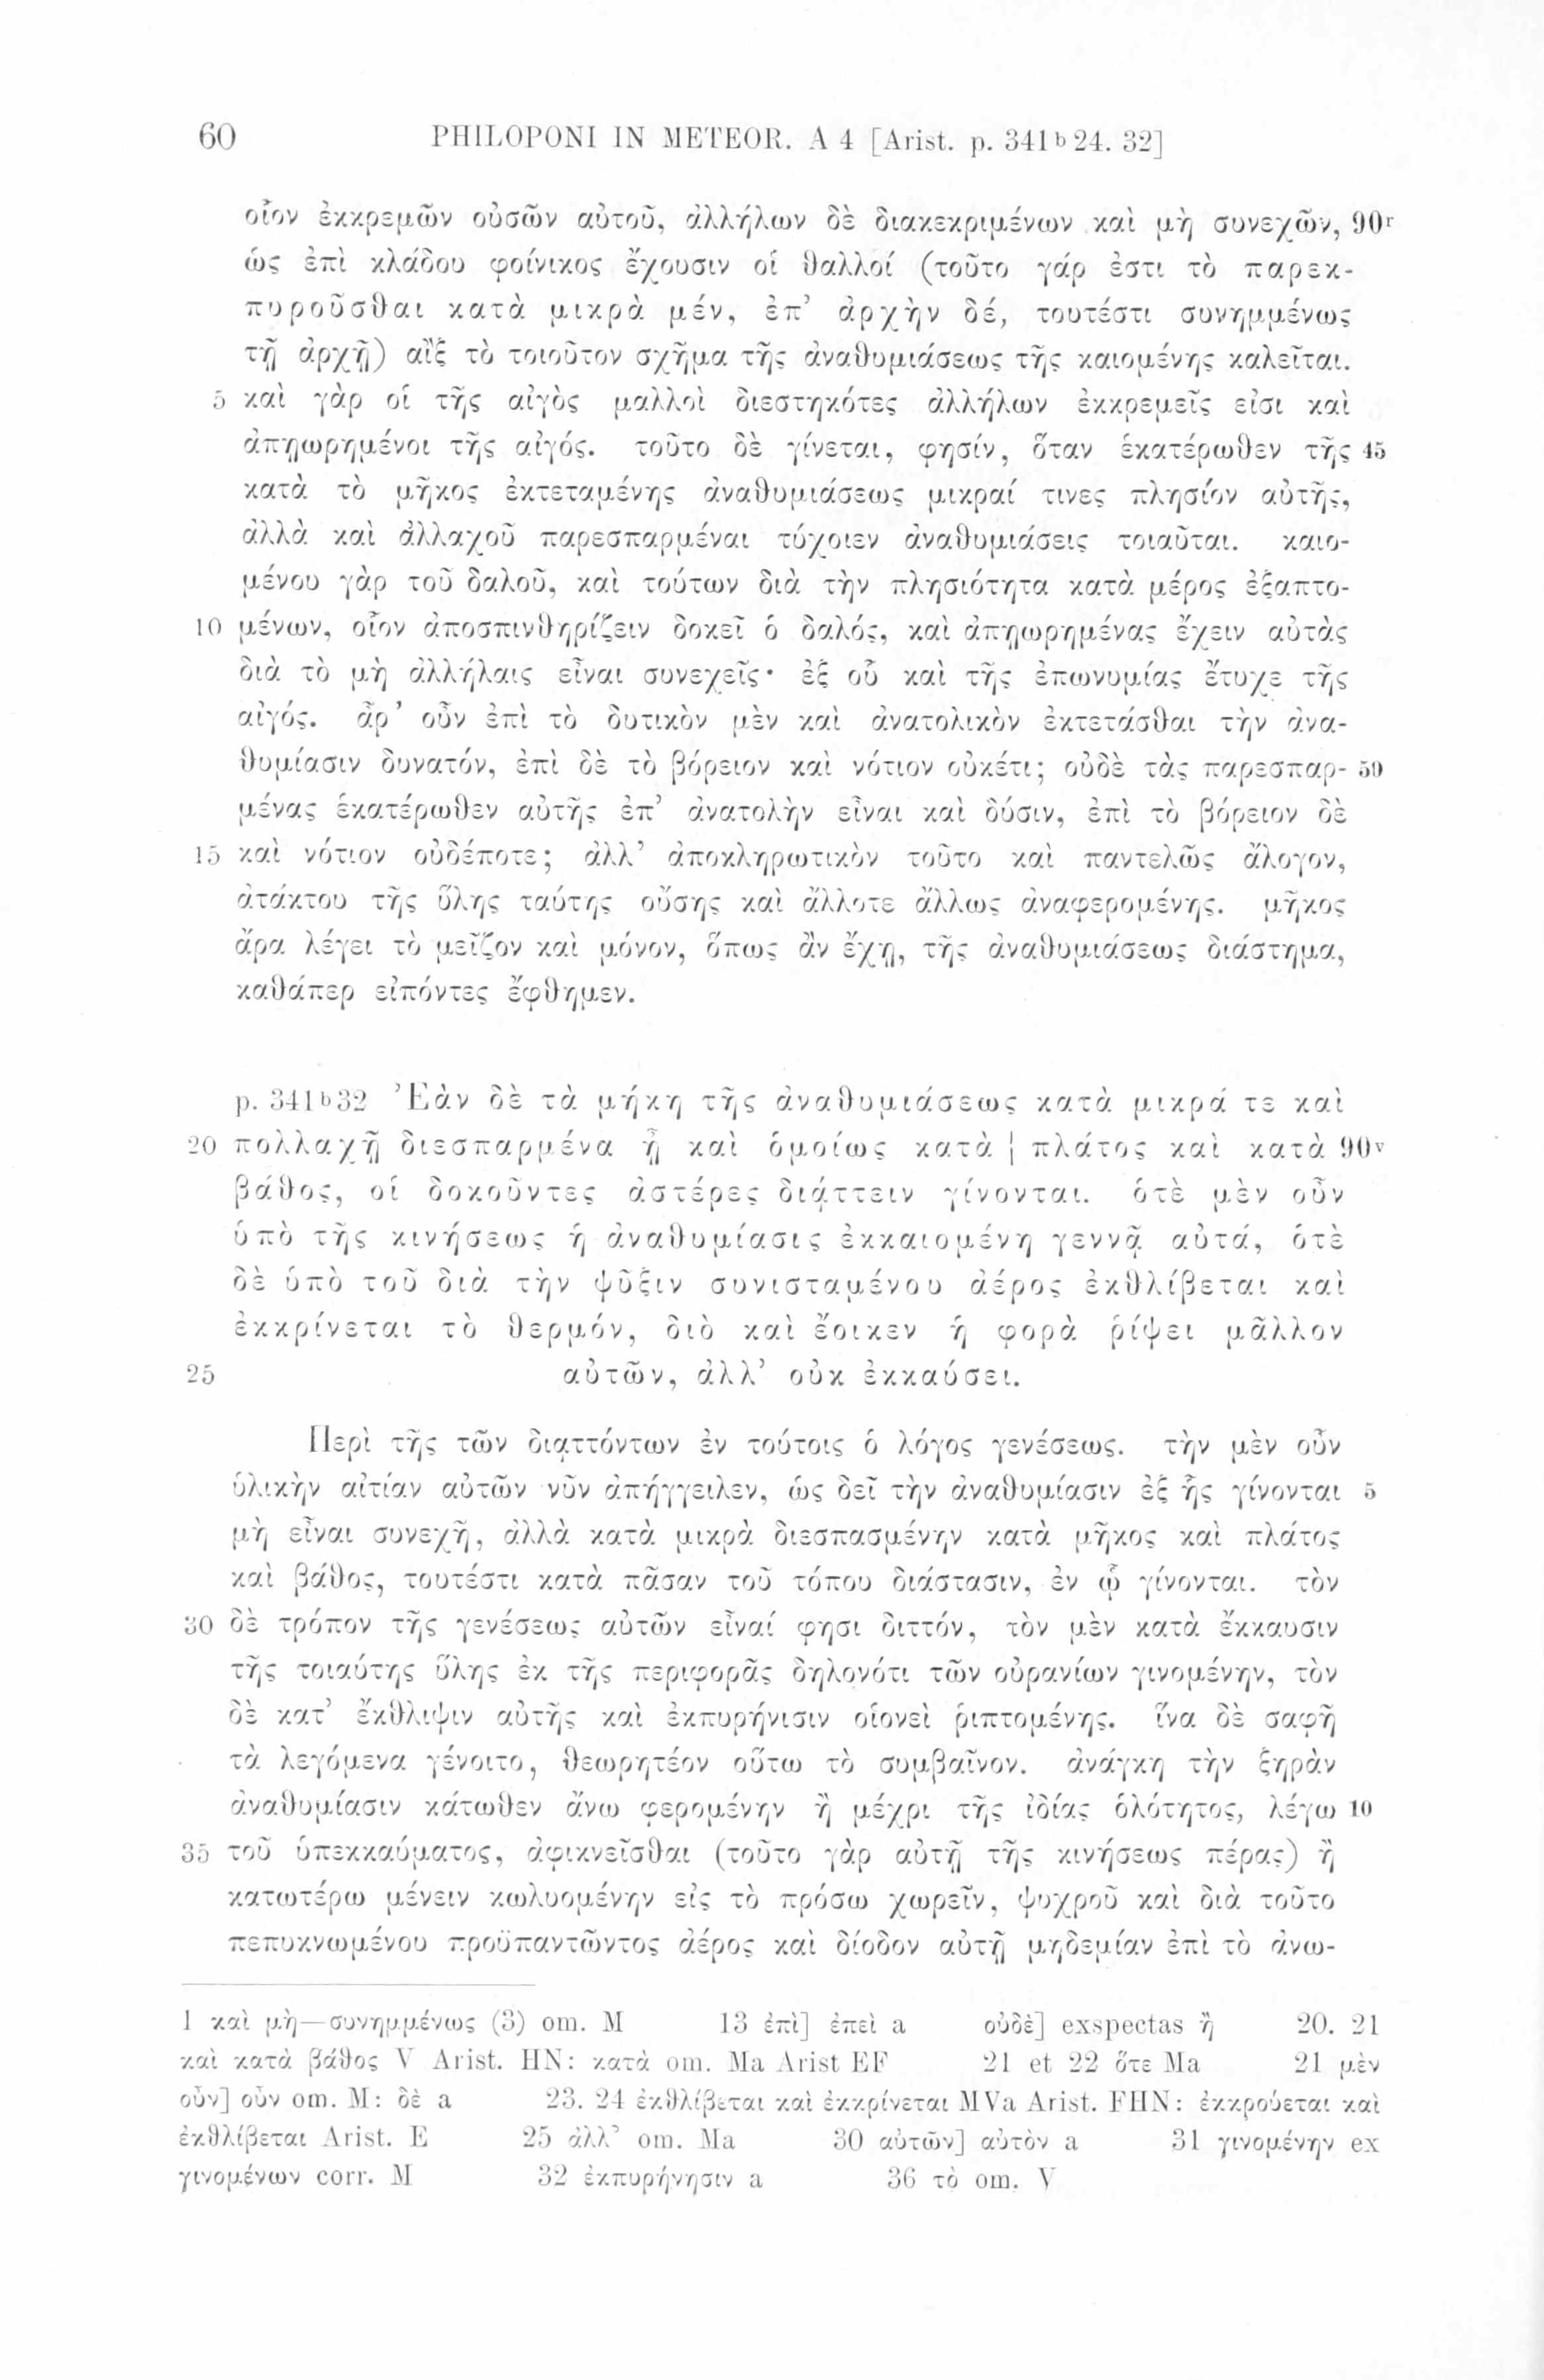 60 PHILOPONI IN METEOR. A 4 [Arist. p. 341ᵇ 24. 32]
οἷον ἐκκρεμῶν οὐσῶν αὐτοῦ, ἀλλήλων δὲ διακεκριμένων καὶ μὴ συνεχῶν, 90ʳ
ὡς ἐπὶ κλάδου φοίνικος ἔχουσιν οἱ θαλλοί (τοῦτο γάρ ἐστι τὸ παρεκ-
πυροῦσθαι κατὰ μικρὰ μέν, ἐπ’ ἀρχὴν δέ, τουτέστι συνημμένως
τῇ ἀρχῇ) αἲξ τὸ τοιοῦτον σχῆμα τῆς ἀναθυμιάσεως τῆς καιομένης καλεῖται.
5 καὶ γὰρ οἱ τῆς αἰγὸς μαλλοὶ διεστηκότες ἀλλήλων ἐκκρεμεῖς εἰσι καὶ
ἀπῃωρημένοι τῆς αἰγός. τοῦτο δὲ γίνεται, φησίν, ὅταν ἑκατέρωθεν τῆς 45
κατὰ τὸ μῆκος ἐκτεταμένης ἀναθυμιάσεως μικραί τινες πλησίον αὐτῆς,
ἀλλὰ καὶ ἀλλαχοῦ παρεσπαρμέναι τύχοιεν ἀναθυμιάσεις τοιαῦται. καιο-
μένου γὰρ τοῦ δαλοῦ, καὶ τούτων διὰ τὴν πλησιότητα κατὰ μέρος ἐξαπτο-
10 μένων, οἷον ἀποσπινθηρίζειν δοκεῖ ὁ δαλός, καὶ ἀπῃωρημένας ἔχειν αὐτὰς
διὰ τὸ μὴ ἀλλήλαις εἶναι συνεχεῖς· ἐξ οὗ καὶ τῆς ἐπωνυμίας ἔτυχε τῆς
αἰγός. ἆρ’ οὖν ἐπὶ τὸ δυτικὸν μὲν καὶ ἀνατολικὸν ἐκτετάσθαι τὴν ἀνα-
θυμίασιν δυνατόν, ἐπὶ δὲ τὸ βόρειον καὶ νότιον οὐκέτι; οὐδὲ τὰς παρεσπαρ- 50
μένας ἑκατέρωθεν αὐτῆς ἐπ’ ἀνατολὴν εἶναι καὶ δύσιν, ἐπὶ τὸ βόρειον δὲ
15 καὶ νότιον οὐδέποτε; ἀλλ’ ἀποκληρωτικὸν τοῦτο καὶ παντελῶς ἄλογον,
ἀτάκτου τῆς ὕλης ταύτης οὔσης καὶ ἄλλοτε ἄλλως ἀναφερομένης. μῆκος
ἄρα λέγει τὸ μεῖζον καὶ μόνον, ὅπως ἂν ἔχῃ, τῆς ἀναθυμιάσεως διάστημα,
καθάπερ εἰπόντες ἔφθημεν.
p. 341ᵇ32 Ἐὰν δὲ τὰ μήκη τῆς ἀναθυμιάσεως κατὰ μικρά τε καὶ
20 πολλαχῇ διεσπαρμένα ᾖ καὶ ὁμοίως κατὰ | πλάτος καὶ κατὰ 90ᵛ
βάθος, οἱ δοκοῦντες ἀστέρες διᾴττειν γίνονται. ὁτὲ μὲν οὖν
ὑπὸ τῆς κινήσεως ἡ ἀναθυμίασις ἐκκαιομένη γεννᾷ αὐτά, ὁτὲ
δὲ ὑπὸ τοῦ διὰ τὴν ψῦξιν συνισταμένου ἀέρος ἐκθλίβεται καὶ
ἐκκρίνεται τὸ θερμόν, διὸ καὶ ἔοικεν ἡ φορὰ ῥίψει μᾶλλον
25 αὐτῶν, ἀλλ’ οὐκ ἐκκαύσει.
Περὶ τῆς τῶν διᾳττόντων ἐν τούτοις ὁ λόγος γενέσεως. τὴν μὲν οὖν
ὑλικὴν αἰτίαν αὐτῶν νῦν ἀπήγγειλεν, ὡς δεῖ τὴν ἀναθυμίασιν ἐξ ἧς γίνονται 5
μὴ εἶναι συνεχῆ, ἀλλὰ κατὰ μικρὰ διεσπασμένην κατὰ μῆκος καὶ πλάτος
καὶ βάθος, τουτέστι κατὰ πᾶσαν τοῦ τόπου διάστασιν, ἐν ᾧ γίνονται. τὸν
30 δὲ τρόπον τῆς γενέσεως αὐτῶν εἶναί φησι διττόν, τὸν μὲν κατὰ ἔκκαυσιν
τῆς τοιαύτης ὕλης ἐκ τῆς περιφορᾶς δηλονότι τῶν οὐρανίων γινομένην, τὸν
δὲ κατ’ ἔκθλιψιν αὐτῆς καὶ ἐκπυρήνισιν οἱονεὶ ῥιπτομένης. ἵνα δὲ σαφῆ
τὰ λεγόμενα γένοιτο, θεωρητέον οὕτω τὸ συμβαῖνον. ἀνάγκη τὴν ξηρὰν
ἀναθυμίασιν κάτωθεν ἄνω φερομένην ἢ μέχρι τῆς ἰδίας ὁλότητος, λέγω 10
35 τοῦ ὑπεκκαύματος, ἀφικνεῖσθαι (τοῦτο γὰρ αὐτῇ τῆς κινήσεως πέρας) ἢ
κατωτέρω μένειν κωλυομένην εἰς τὸ πρόσω χωρεῖν, ψυχροῦ καὶ διὰ τοῦτο
πεπυκνωμένου προϋπαντῶντος ἀέρος καὶ δίοδον αὐτῇ μηδεμίαν ἐπὶ τὸ ἀνω-
1 καὶ μὴ—συνημμένως (3) om. M 13 ἐπὶ] ἐπεὶ a οὐδὲ] exspectas ἢ 20. 21
καὶ κατὰ βάθος V Arist. HN: κατὰ om. Ma Arist EF 21 et 22 ὅτε Ma 21 μὲν
οὖν] οὖν om. M: δὲ a 23. 24 ἐκθλίβεται καὶ ἐκκρίνεται MVa Arist. FHN: ἐκκρούεται καὶ
ἐκθλίβεται Arist. E 25 ἀλλ’ om. Ma 30 αὐτῶν] αὐτὸν a 31 γινομένην ex
γινομένων corr. M 32 ἐκπυρήνησιν a 36 τὸ om. V